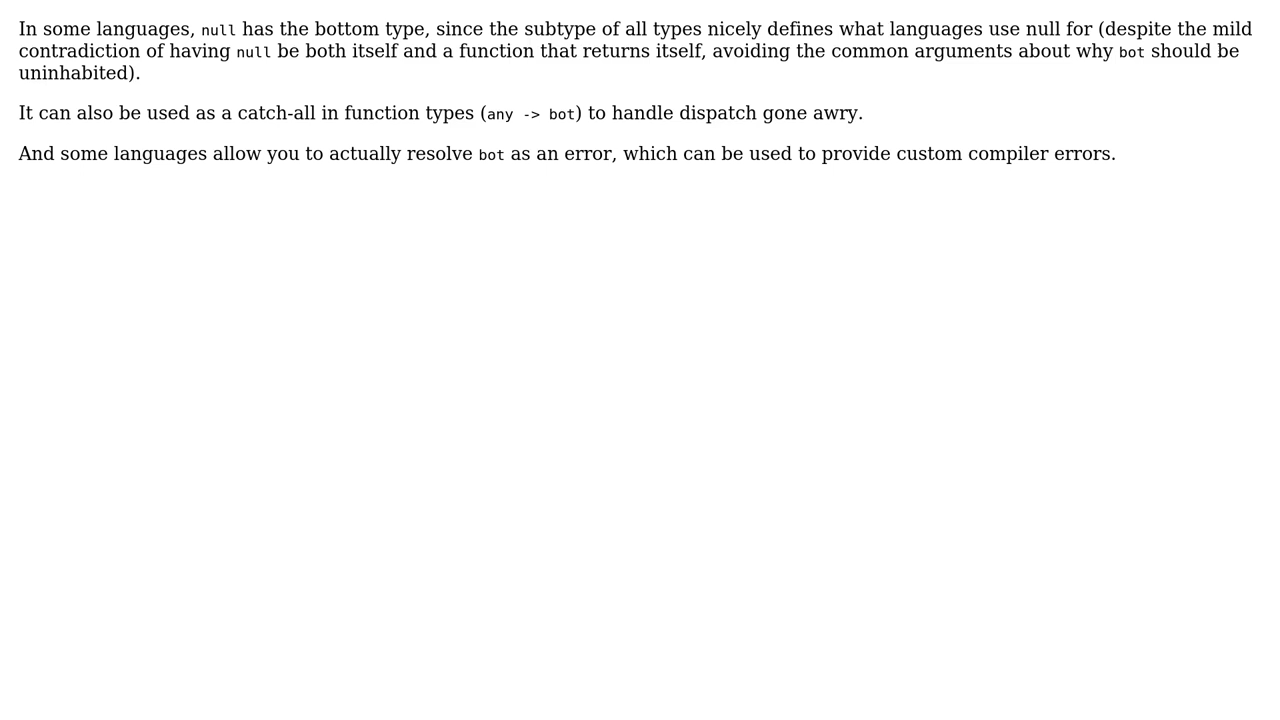 In some languages, null has the bottom type, since the subtype of all types nicely defines what languages use null for (despite the mild
contradiction of having null be both itself and a function that returns itself, avoiding the common arguments about why bot should be
uninhabited).
It can also be used as a catch-all in function types (any -> bot) to handle dispatch gone awry.
And some languages allow you to actually resolve bot as an error, which can be used to provide custom compiler errors.